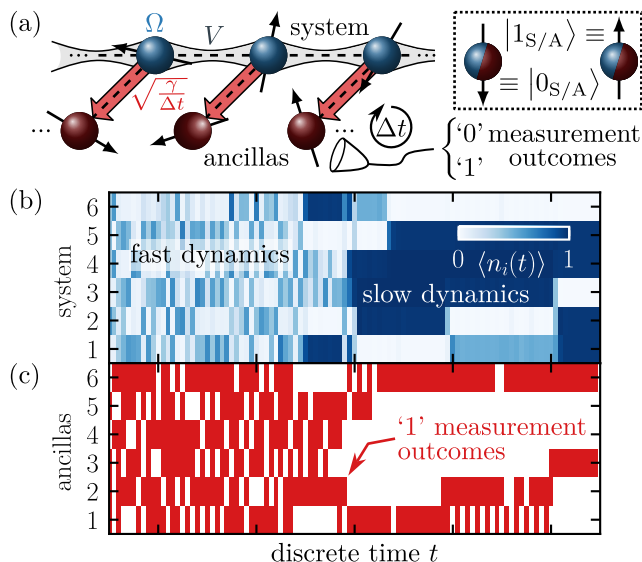 (a)
Ω
V
system
√γ/Δt
...
...
...
...
ancillas
Δt
|1S/A⟩ ≡
≡ |0S/A⟩
'0' measurement
'1' outcomes
(b)
system
6
5
4
3
2
1
fast dynamics
slow dynamics
0 ⟨ni(t)⟩ 1
(c)
ancillas
6
5
4
3
2
1
'1' measurement
outcomes
discrete time t